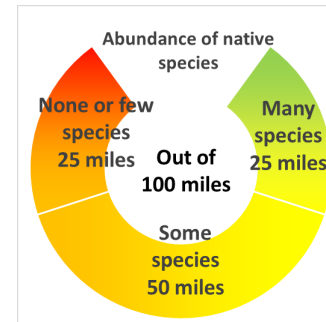 Abundance of native
species
None or few
species
25 miles
Many
species
25 miles
Out of
100 miles
Some
species
50 miles